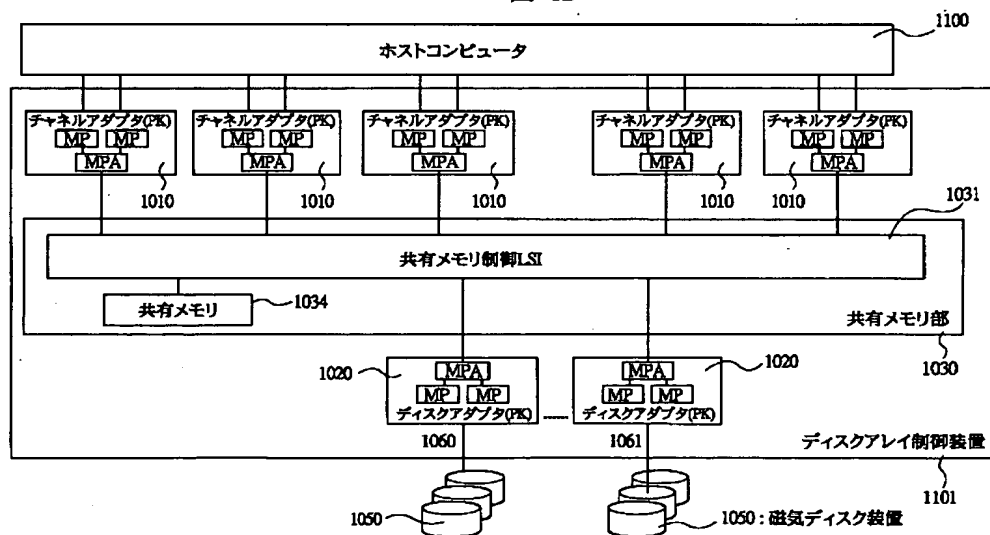 1100
ホストコンピュータ
チャネルアダプタ(PK) チャネルアダプタ(PK) チャネルアダプタ(PK) チャネルアダプタ(PK) チャネルアダプタ(PK)
MP MP MP MP MP MP MP MP MP MP
MPA MPA MPA MPA MPA
1010 1010 1010 1010 1010
1031
共有メモリ制御LSI
共有メモリ 1034
共有メモリ部
1030
1020 MPA MPA 1020
MP MP MP MP
ディスクアダプタ(PK) ...... ディスクアダプタ(PK)
1060 1061
ディスクアレイ制御装置
1101
1050 1050 : 磁気ディスク装置